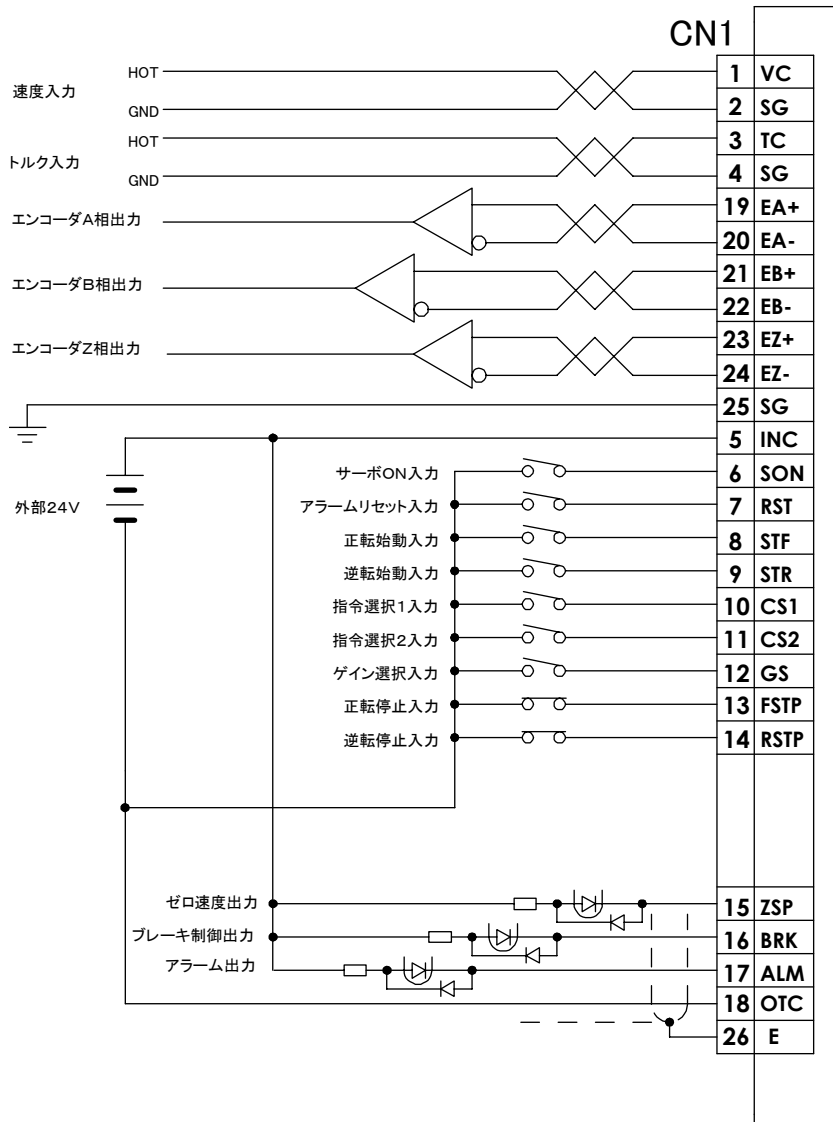 CN1
速度入力
HOT
1 VC
GND
2 SG
トルク入力
HOT
3 TC
GND
4 SG
エンコーダA相出力
19 EA+
20 EA-
エンコーダB相出力
21 EB+
22 EB-
エンコーダZ相出力
23 EZ+
24 EZ-
25 SG
5 INC
外部24V
サーボON入力
6 SON
アラームリセット入力
7 RST
正転始動入力
8 STF
逆転始動入力
9 STR
指令選択1入力
10 CS1
指令選択2入力
11 CS2
ゲイン選択入力
12 GS
正転停止入力
13 FSTP
逆転停止入力
14 RSTP
ゼロ速度出力
15 ZSP
ブレーキ制御出力
16 BRK
アラーム出力
17 ALM
18 OTC
26 E